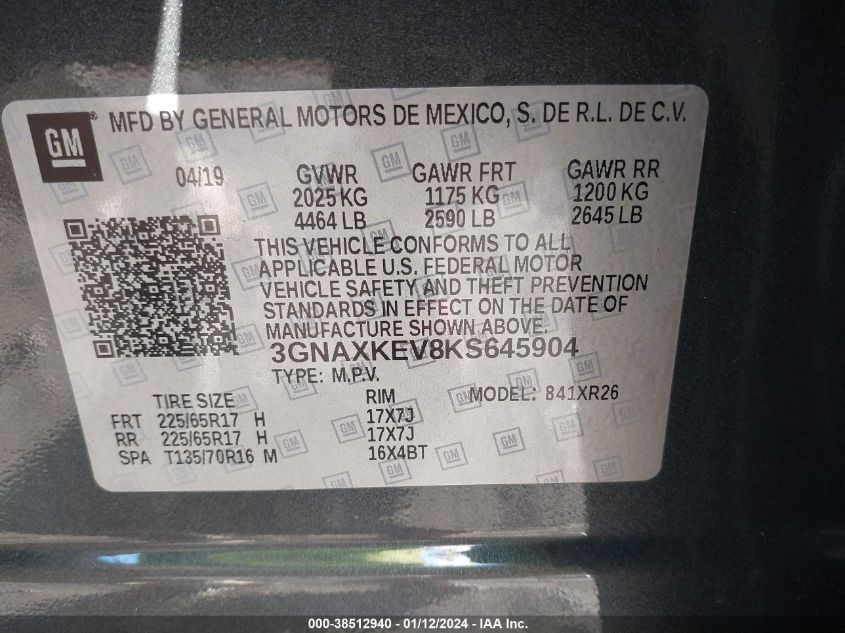 GM ® MFD BY GENERAL MOTORS DE MEXICO, S. DE R.L. DE C.V.
04/19 GVWR GAWR FRT GAWR RR
2025 KG 1175 KG 1200 KG
4464 LB 2590 LB 2645 LB
THIS VEHICLE CONFORMS TO ALL
APPLICABLE U.S. FEDERAL MOTOR
VEHICLE SAFETY AND THEFT PREVENTION
STANDARDS IN EFFECT ON THE DATE OF
MANUFACTURE SHOWN ABOVE.
3GNAXKEV8KS645904
TYPE: M.P.V. MODEL: 841XR26
TIRE SIZE RIM
FRT 225/65R17 H 17X7J
RR 225/65R17 H 17X7J
SPA T135/70R16 M 16X4BT
000-38512940 - 01/12/2024 - IAA Inc.